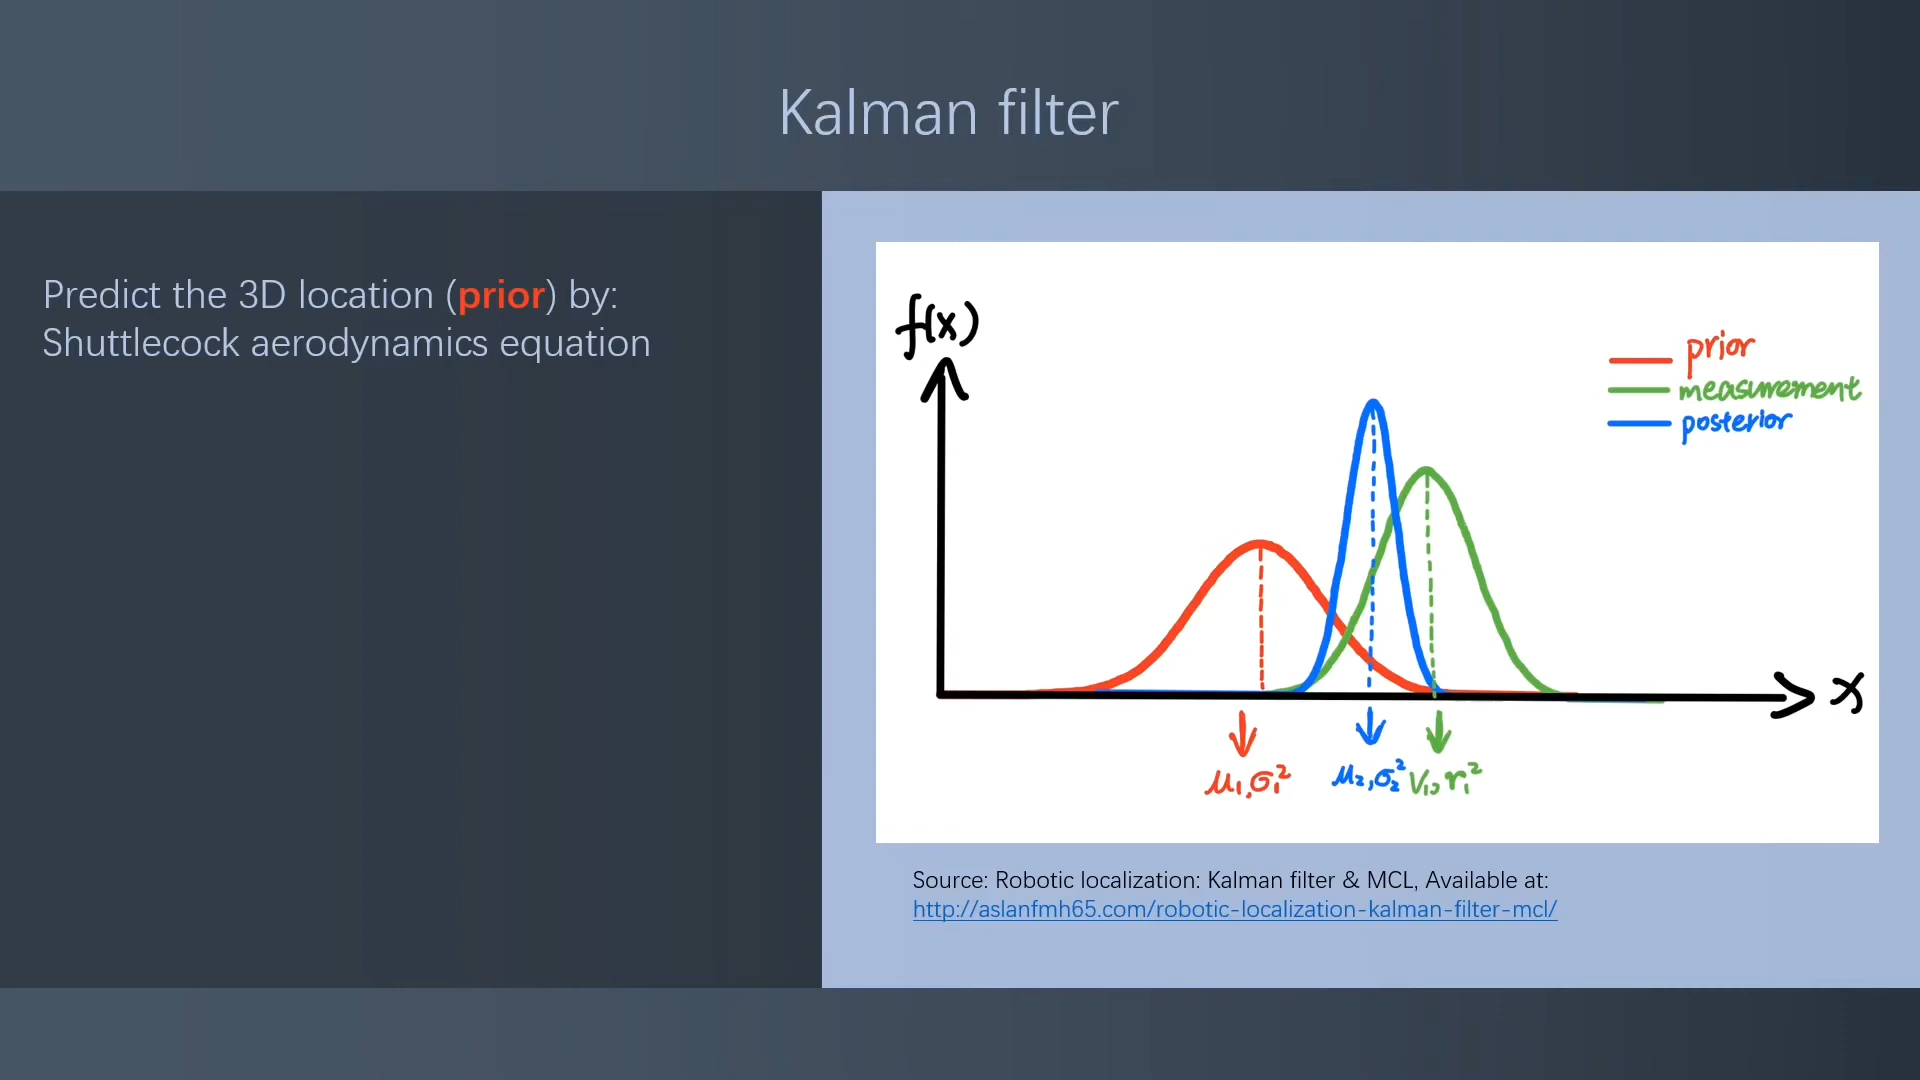 Kalman filter
Predict the 3D location (prior) by:
Shuttlecock aerodynamics equation
f(x)
prior
measurement
posterior
x
μ₁,σ₁²
μ₂,σ₂²
V₁,r₁²
Source: Robotic localization: Kalman filter & MCL, Available at:
http://aslanfmh65.com/robotic-localization-kalman-filter-mcl/